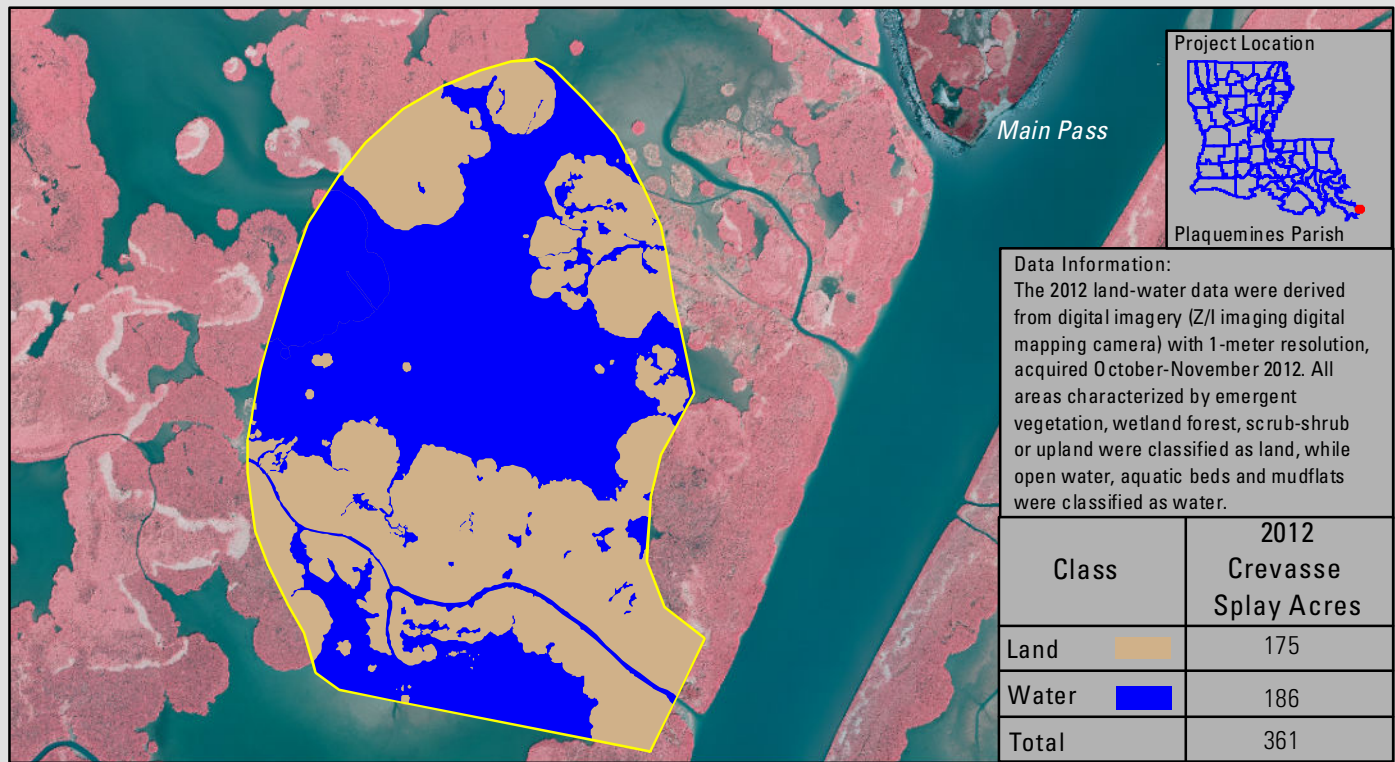 Main Pass
Project Location
Plaquemines Parish
Data Information:
The 2012 land-water data were derived
from digital imagery (Z/I imaging digital
mapping camera) with 1-meter resolution,
acquired October-November 2012. All
areas characterized by emergent
vegetation, wetland forest, scrub-shrub
or upland were classified as land, while
open water, aquatic beds and mudflats
were classified as water.
Class
2012
Crevasse
Splay Acres
Land 175
Water 186
Total 361